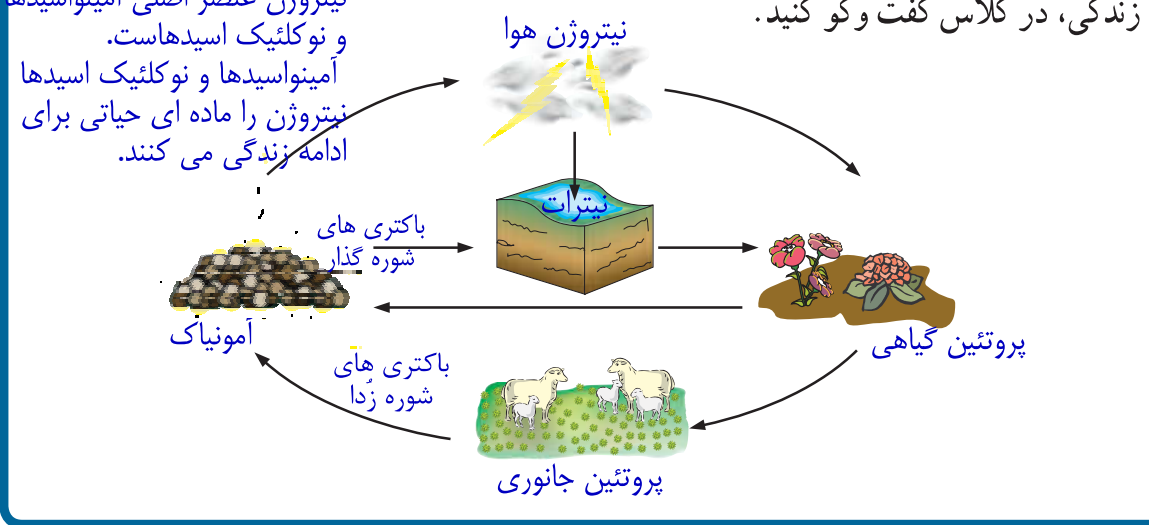 زندگی، در کلاس گفت وگو کنید.
نیتروژن عنصر اصلی آمینواسیدها
و نوکلئیک اسیدهاست.
آمینواسیدها و نوکلئیک اسیدها
نیتروژن را ماده ای حیاتی برای
ادامه زندگی می کنند.
نیتروژن هوا
نیترات
باکتری های
شوره گذار
آمونیاک
پروتئین گیاهی
باکتری های
شوره زُدا
پروتئین جانوری